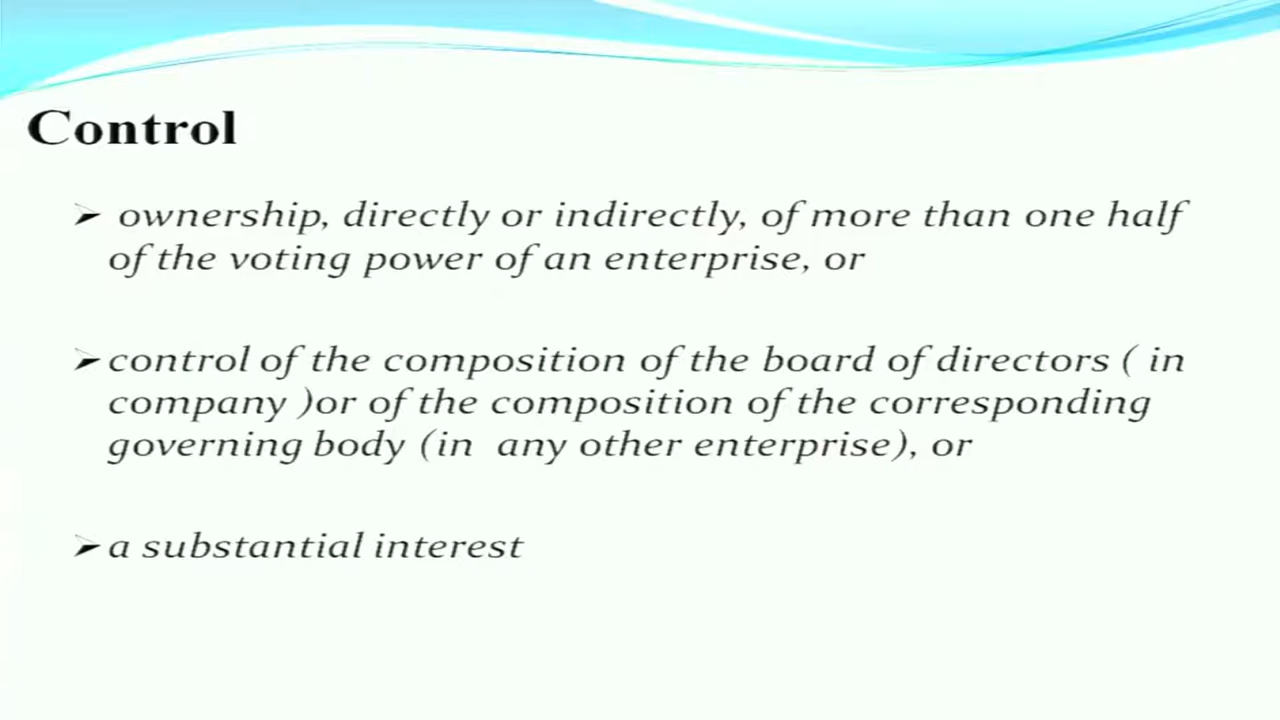 Control
➢ ownership, directly or indirectly, of more than one half
of the voting power of an enterprise, or
➢ control of the composition of the board of directors ( in
company )or of the composition of the corresponding
governing body (in any other enterprise), or
➢ a substantial interest